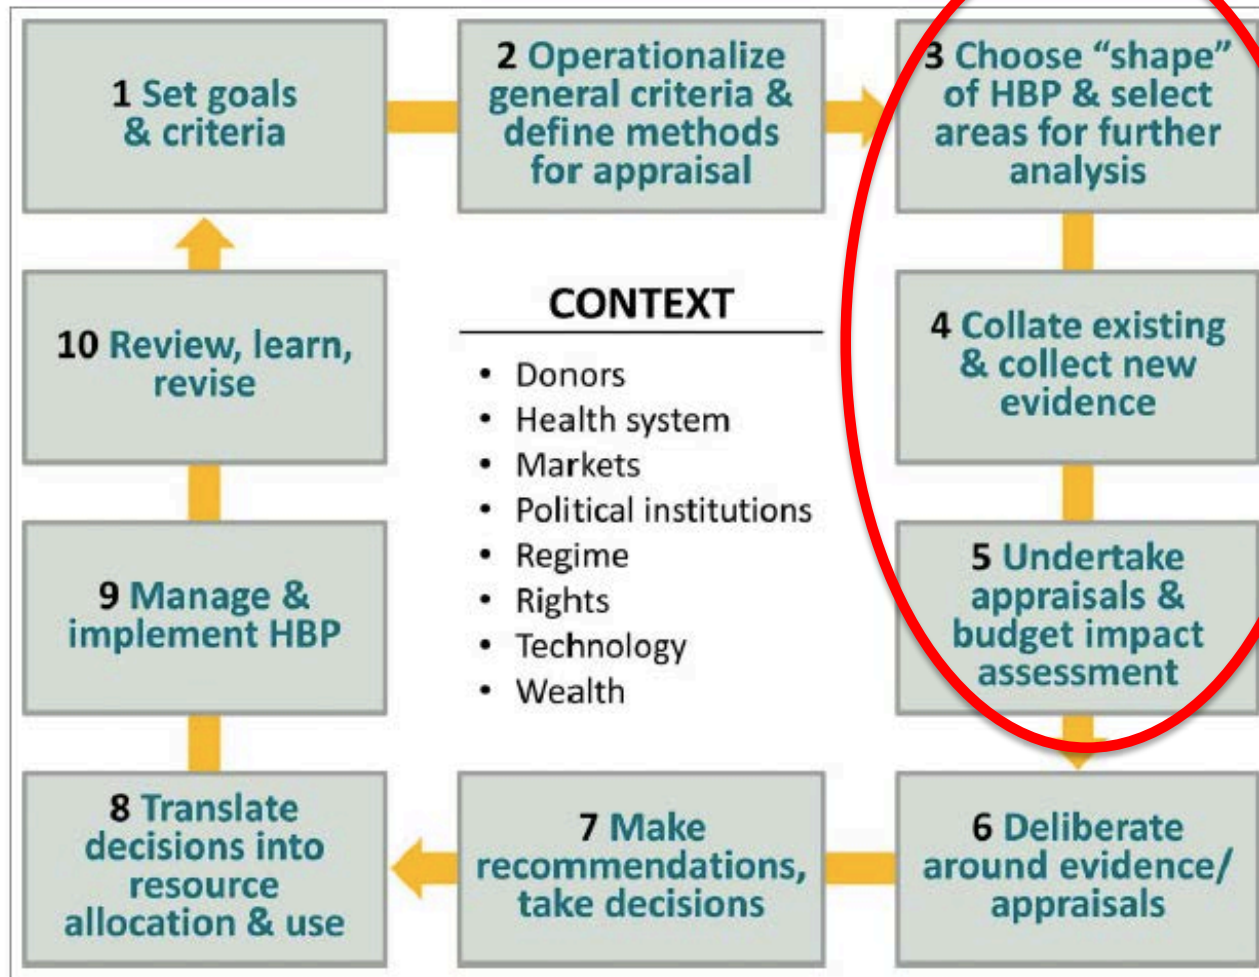 1 Set goals
& criteria
2 Operationalize
general criteria &
define methods
for appraisal
3 Choose “shape”
of HBP & select
areas for further
analysis
10 Review, learn,
revise
CONTEXT
• Donors
• Health system
• Markets
• Political institutions
• Regime
• Rights
• Technology
• Wealth
4 Collate existing
& collect new
evidence
9 Manage &
implement HBP
5 Undertake
appraisals &
budget impact
assessment
8 Translate
decisions into
resource
allocation & use
7 Make
recommendations,
take decisions
6 Deliberate
around evidence/
appraisals